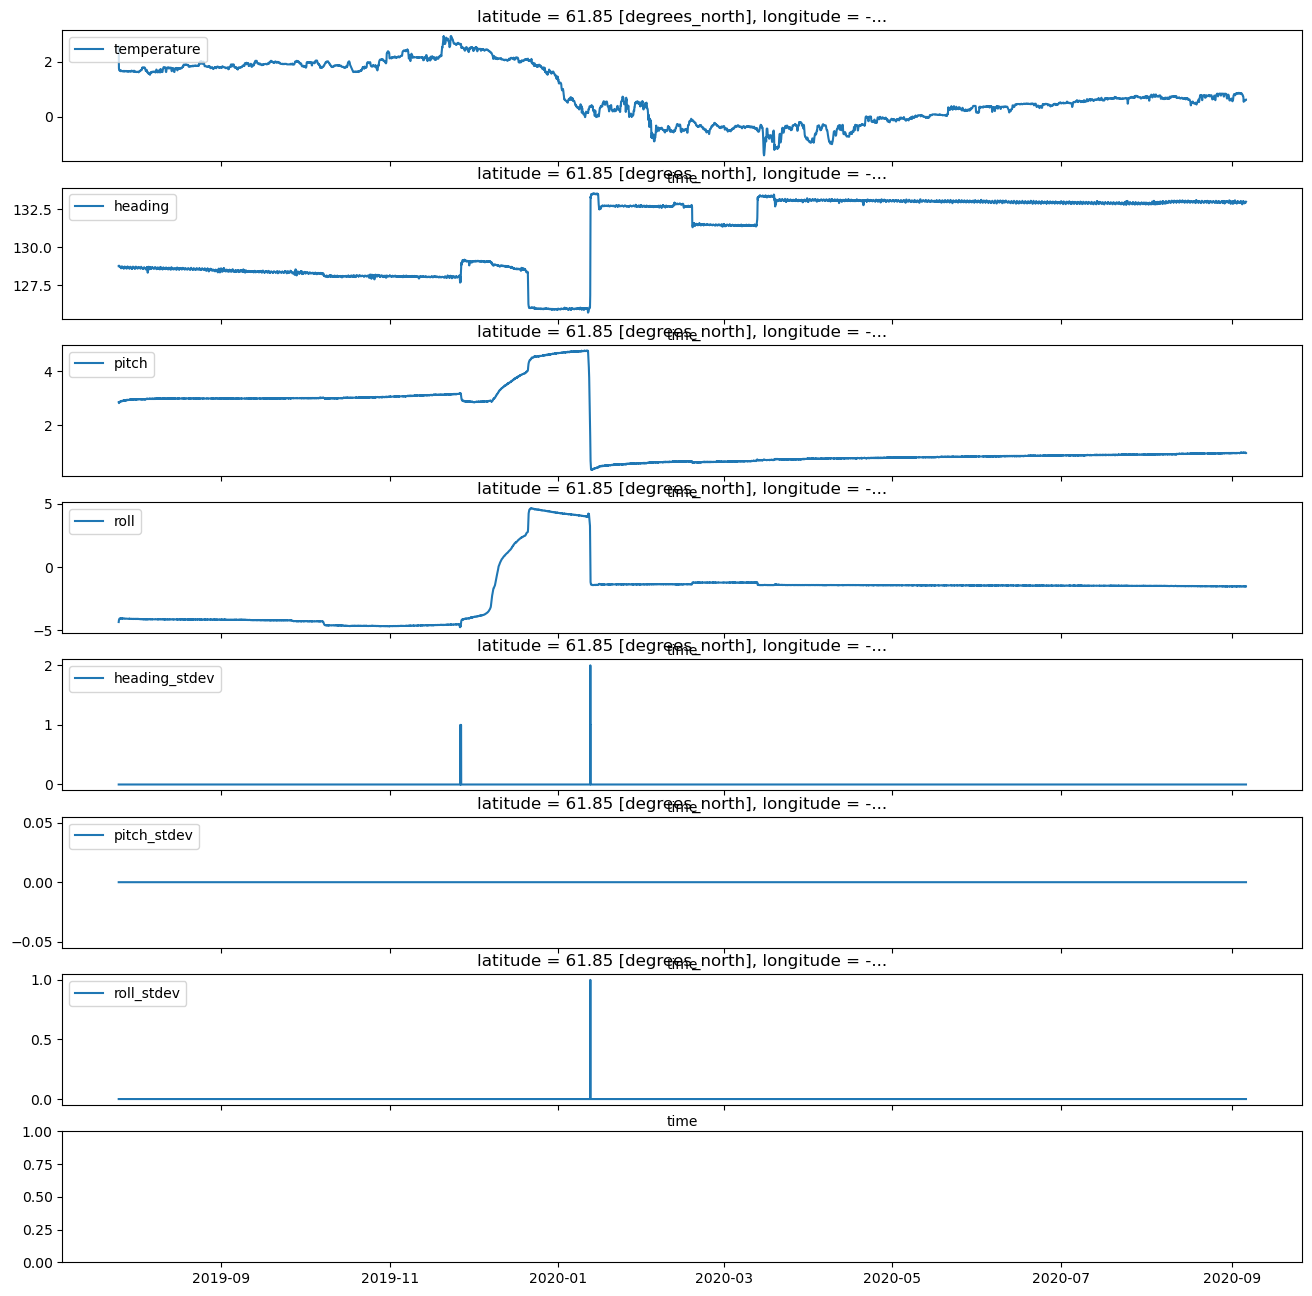 latitude = 61.85 [degrees_north], longitude = -...
temperature
2
0
time
latitude = 61.85 [degrees_north], longitude = -...
heading
132.5
130.0
127.5
time
latitude = 61.85 [degrees_north], longitude = -...
pitch
4
2
time
latitude = 61.85 [degrees_north], longitude = -...
roll
5
0
−5
time
latitude = 61.85 [degrees_north], longitude = -...
heading_stdev
2
1
0
time
latitude = 61.85 [degrees_north], longitude = -...
pitch_stdev
0.05
0.00
−0.05
time
latitude = 61.85 [degrees_north], longitude = -...
roll_stdev
1.0
0.5
0.0
time
1.00
0.75
0.50
0.25
0.00
2019-09 2019-11 2020-01 2020-03 2020-05 2020-07 2020-09